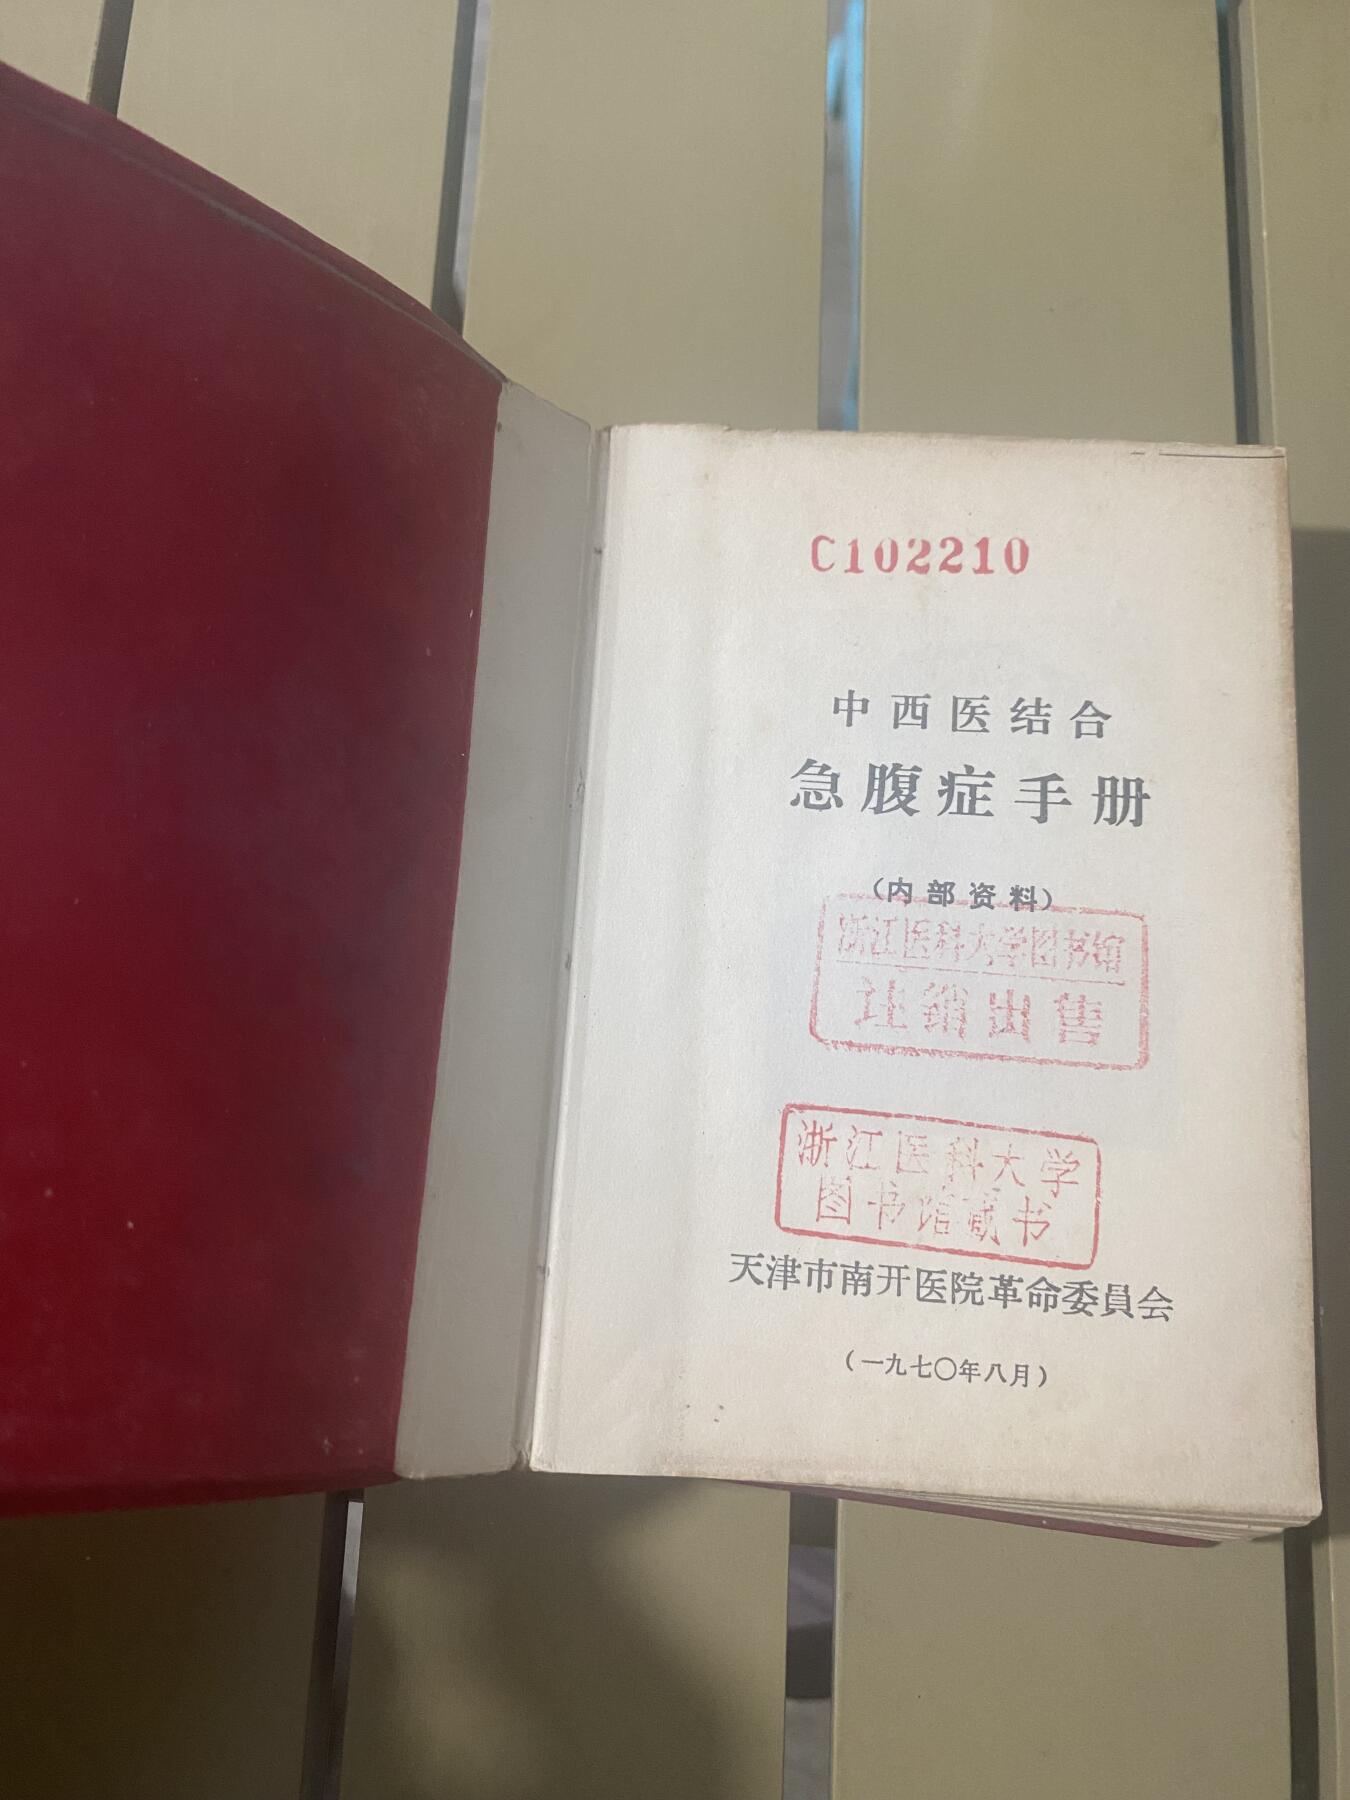 C102210
中西医结合
急腹症手册
（内部资料）
浙江医科大学图书馆
注销出售
浙江医科大学
图书馆藏书
天津市南开医院革命委員会
（一九七〇年八月）